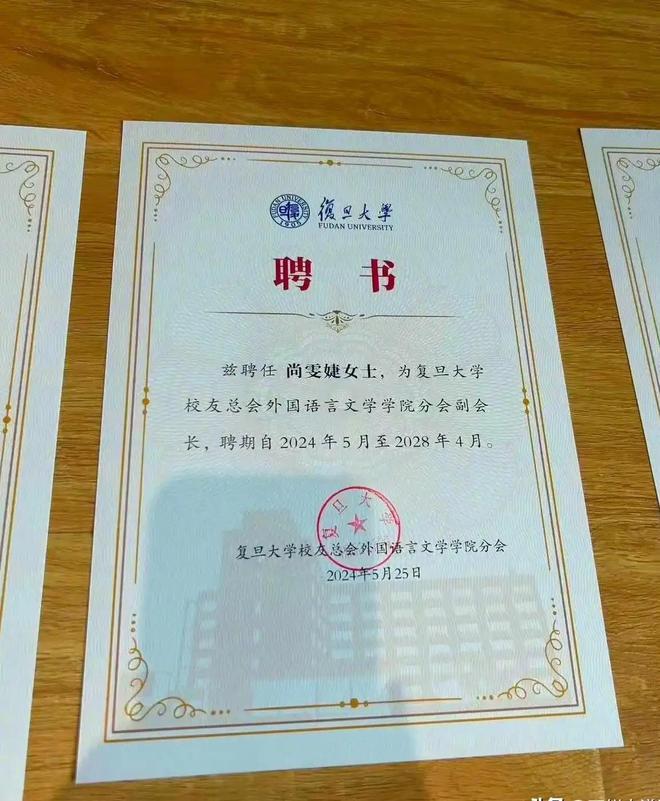 FUDAN UNIVERSITY
1905
復旦大學
FUDAN UNIVERSITY
聘 书
兹聘任 尚雯婕女士，为复旦大学
校友总会外国语言文学学院分会副会
长，聘期自2024年5月至2028年4月。
复旦大
复旦大学校友总会外国语言文学学院分会
2024年5月25日